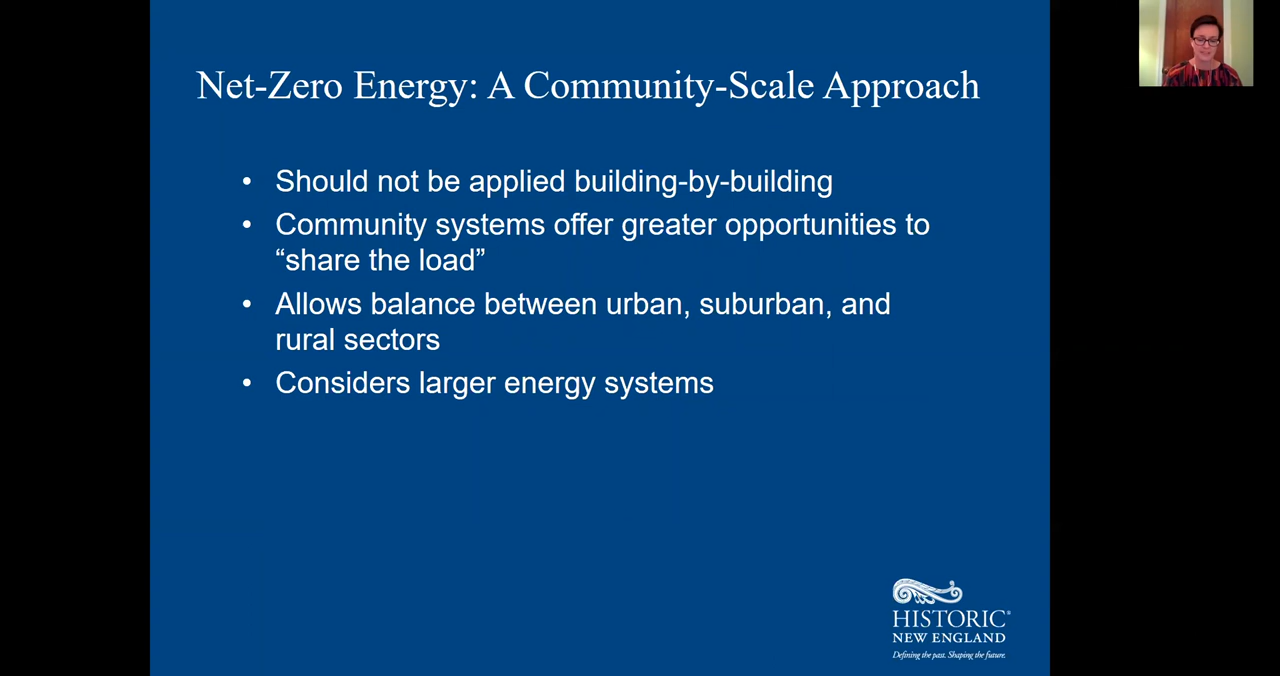 Net-Zero Energy: A Community-Scale Approach
• Should not be applied building-by-building
• Community systems offer greater opportunities to
“share the load”
• Allows balance between urban, suburban, and
rural sectors
• Considers larger energy systems
HISTORIC®
NEW ENGLAND
Defining the past. Shaping the future.